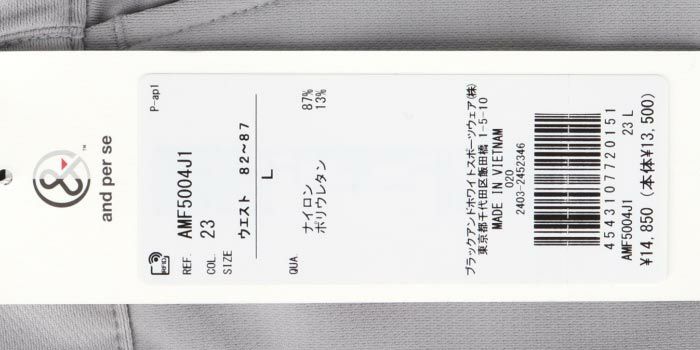 &
™
and per se
P-ap1
RFID
REF. AMF5004J1
COL. 23
SIZE ウエスト 82~87
L
QUA ナイロン 87%
ポリウレタン 13%
ブラックアンドホワイトスポーツウェア(株)
東京都千代田区飯田橋 1-5-10
MADE IN VIETNAM
020
2403-2452346
4543107720151
AMF5004J1 23 L
¥14,850 (本体¥13,500)